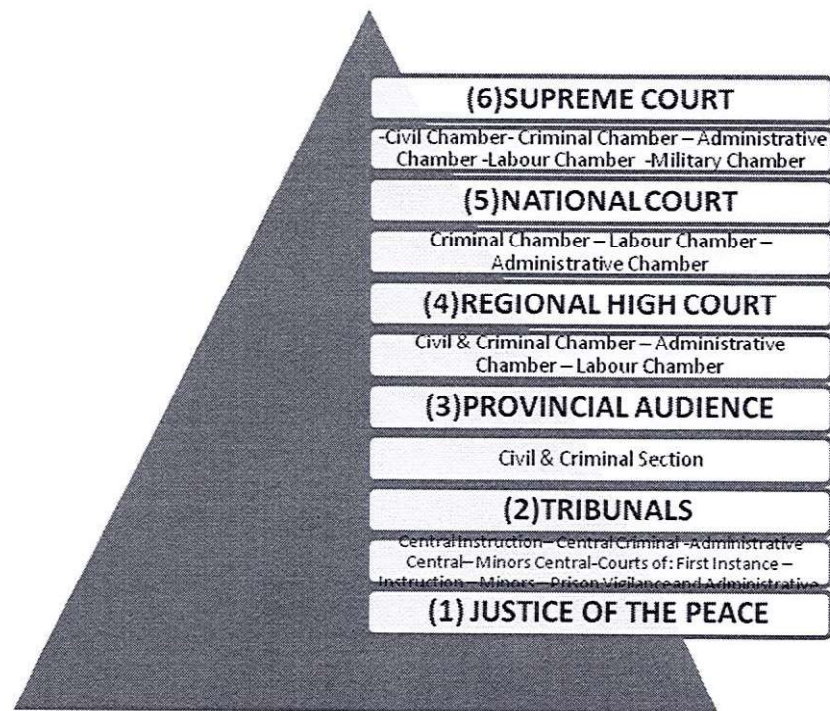 (6)SUPREME COURT
-Civil Chamber- Criminal Chamber – Administrative
Chamber -Labour Chamber -Military Chamber
(5)NATIONAL COURT
Criminal Chamber – Labour Chamber –
Administrative Chamber
(4)REGIONAL HIGH COURT
Civil & Criminal Chamber – Administrative
Chamber – Labour Chamber
(3)PROVINCIAL AUDIENCE
Civil & Criminal Section
(2)TRIBUNALS
Central Instruction – Central Criminal -Administrative
Central – Minors Central-Courts of: First Instance –
Instruction – Minors – Prison Vigilance and Administrative
(1) JUSTICE OF THE PEACE